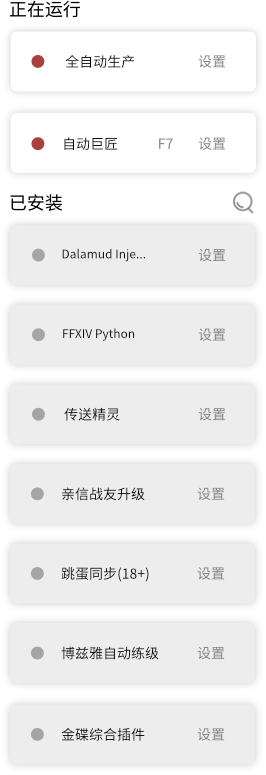 正在运行
全自动生产 设置
自动巨匠 F7 设置
已安装
Dalamud Inje... 设置
FFXIV Python 设置
传送精灵 设置
亲信战友升级 设置
跳蛋同步(18+) 设置
博兹雅自动练级 设置
金碟综合插件 设置